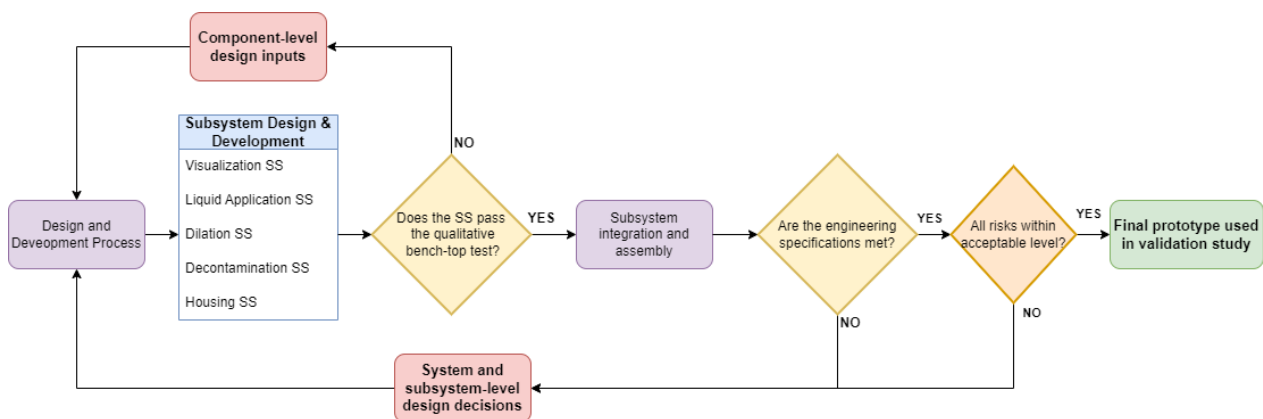 Component-level
design inputs
Subsystem Design &
Development
Visualization SS
Liquid Application SS
Dilation SS
Decontamination SS
Housing SS
Design and
Deveopment Process
NO
Does the SS pass
the qualitative
bench-top test?
YES
Subsystem
integration and
assembly
Are the engineering
specifications met?
YES
NO
All risks within
acceptable level?
YES
NO
Final prototype used
in validation study
System and
subsystem-level
design decisions